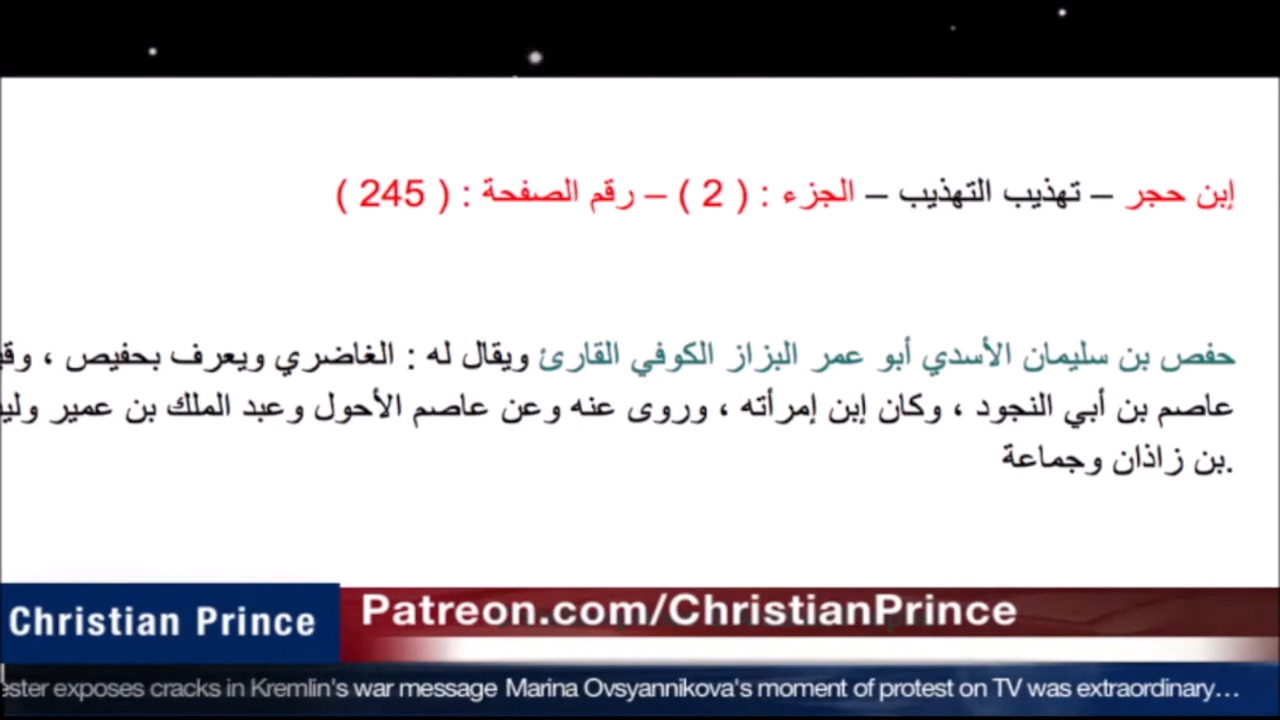 إبن حجر – تهذيب التهذيب – الجزء : ( 2 ) – رقم الصفحة : ( 245 )
حفص بن سليمان الأسدي أبو عمر البزاز الكوفي القارئ ويقال له : الغاضري ويعرف بحفيص ،
عاصم بن أبي النجود ، وكان إبن إمرأته ، وروى عنه وعن عاصم الأحول وعبد الملك بن عمير
.بن زاذان وجماعة
Christian Prince
Patreon.com/ChristianPrince
exposes cracks in Kremlin's war message Marina Ovsyannikova's moment of protest on TV was extraordinary…